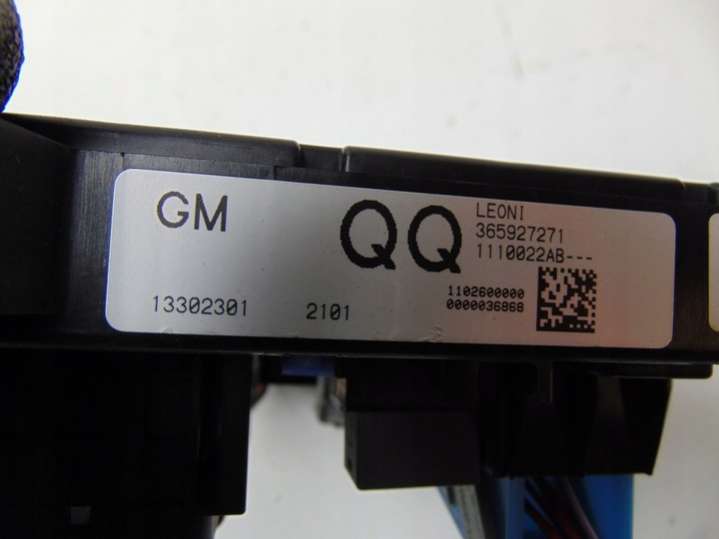 GM
QQ
LEONI
365927271
1110022AB---
1102600000
0000036868
13302301 2101